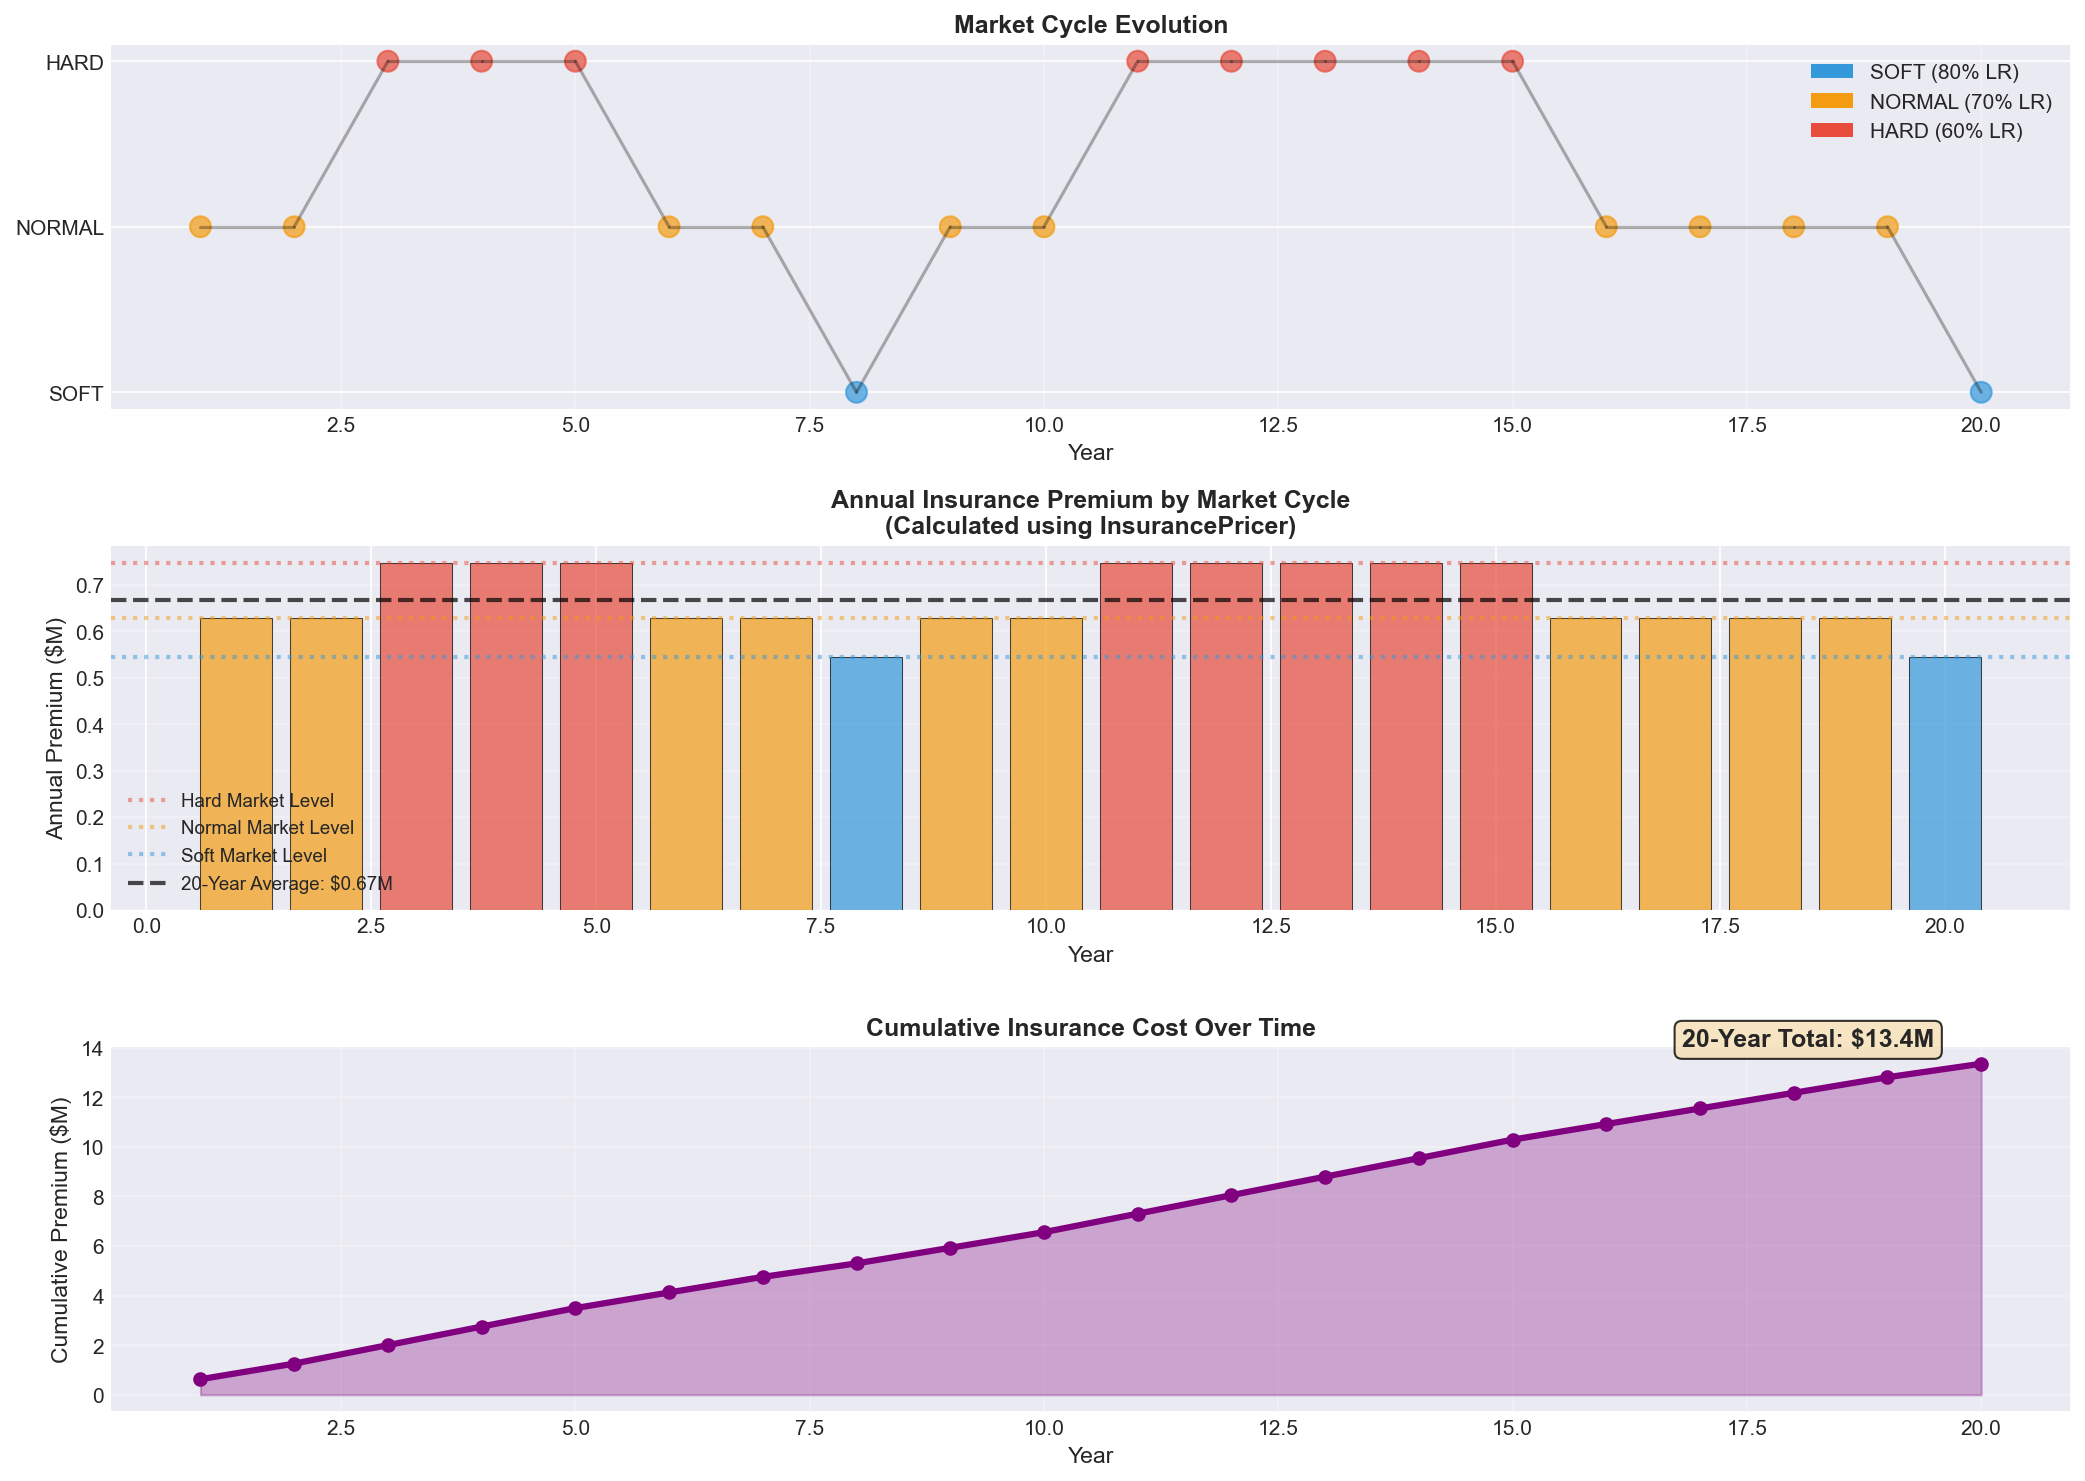 Market Cycle Evolution
HARD
NORMAL
SOFT
SOFT (80% LR)
NORMAL (70% LR)
HARD (60% LR)
2.5 5.0 7.5 10.0 12.5 15.0 17.5 20.0
Year
Annual Insurance Premium by Market Cycle
(Calculated using InsurancePricer)
Annual Premium ($M)
0.7
0.6
0.5
0.4
0.3
0.2
0.1
0.0
Hard Market Level
Normal Market Level
Soft Market Level
20-Year Average: $0.67M
0.0 2.5 5.0 7.5 10.0 12.5 15.0 17.5 20.0
Year
Cumulative Insurance Cost Over Time
20-Year Total: $13.4M
Cumulative Premium ($M)
14
12
10
8
6
4
2
0
2.5 5.0 7.5 10.0 12.5 15.0 17.5 20.0
Year